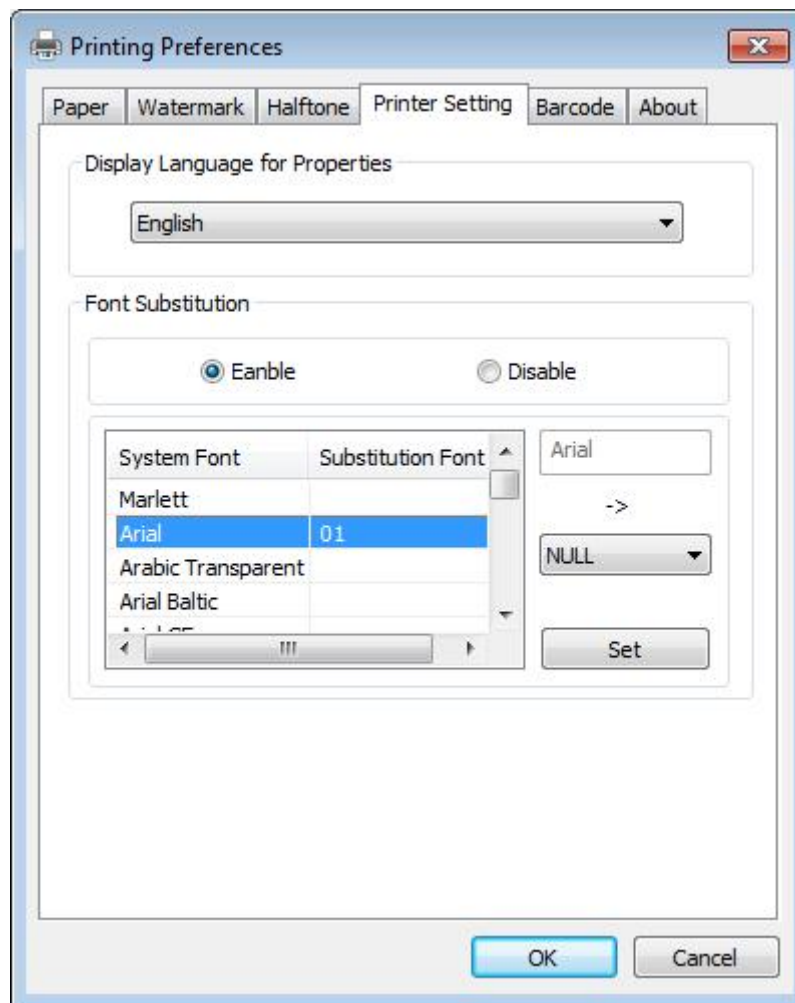 Printing Preferences
Paper Watermark Halftone Printer Setting Barcode About
Display Language for Properties
English
Font Substitution
Eanble Disable
System Font Substitution Font
Arial
Marlett
->
Arial 01
NULL
Arabic Transparent
Arial Baltic
Set
OK Cancel